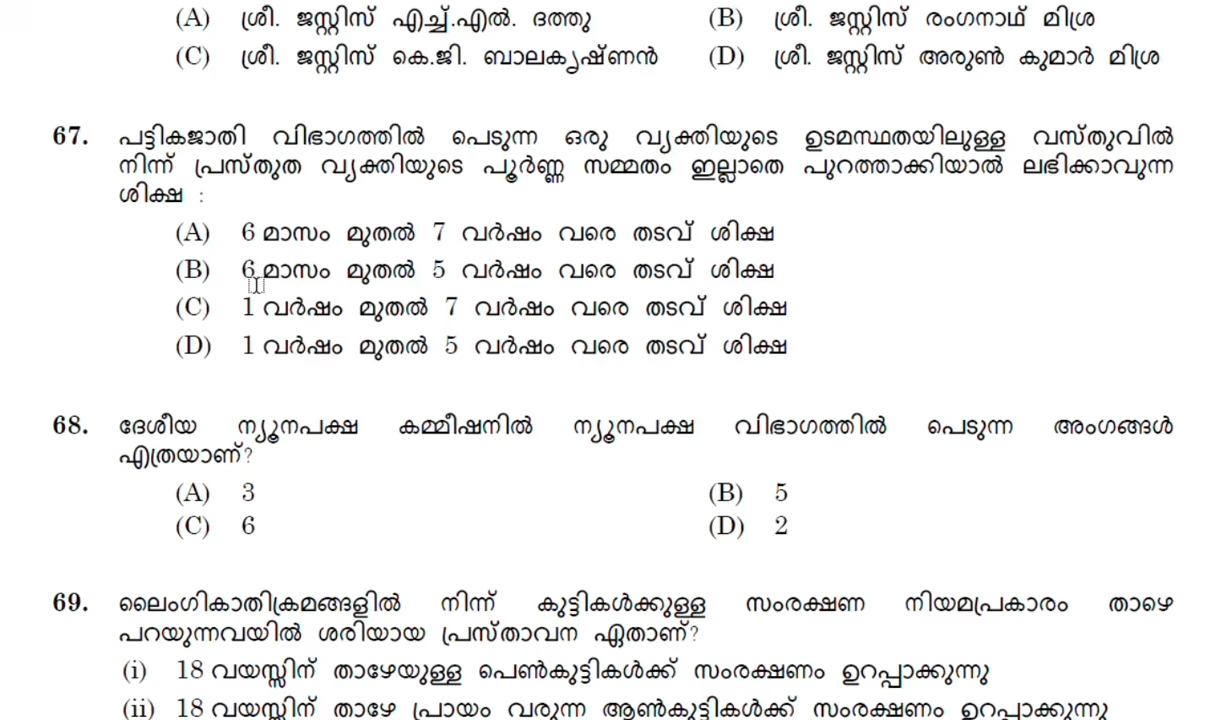 (A) ശ്രീ. ജസ്റ്റിസ് എച്ച്.എൽ. ദത്തു (B) ശ്രീ. ജസ്റ്റിസ് രംഗനാഥ് മിശ്ര
(C) ശ്രീ. ജസ്റ്റിസ് കെ.ജി. ബാലകൃഷ്ണൻ (D) ശ്രീ. ജസ്റ്റിസ് അരുൺ കുമാർ മിശ്ര
67. പട്ടികജാതി വിഭാഗത്തിൽ പെടുന്ന ഒരു വ്യക്തിയുടെ ഉടമസ്ഥതയിലുള്ള വസ്തുവിൽ
നിന്ന് പ്രസ്തുത വ്യക്തിയുടെ പൂർണ്ണ സമ്മതം ഇല്ലാതെ പുറത്താക്കിയാൽ ലഭിക്കാവുന്ന
ശിക്ഷ :
(A) 6 മാസം മുതൽ 7 വർഷം വരെ തടവ് ശിക്ഷ
(B) 6 മാസം മുതൽ 5 വർഷം വരെ തടവ് ശിക്ഷ
(C) 1 വർഷം മുതൽ 7 വർഷം വരെ തടവ് ശിക്ഷ
(D) 1 വർഷം മുതൽ 5 വർഷം വരെ തടവ് ശിക്ഷ
68. ദേശീയ ന്യൂനപക്ഷ കമ്മീഷനിൽ ന്യൂനപക്ഷ വിഭാഗത്തിൽ പെടുന്ന അംഗങ്ങൾ
എത്രയാണ്?
(A) 3 (B) 5
(C) 6 (D) 2
69. ലൈംഗികാതിക്രമങ്ങളിൽ നിന്ന് കുട്ടികൾക്കുള്ള സംരക്ഷണ നിയമപ്രകാരം താഴെ
പറയുന്നവയിൽ ശരിയായ പ്രസ്താവന ഏതാണ്?
(i) 18 വയസ്സിന് താഴേയുള്ള പെൺകുട്ടികൾക്ക് സംരക്ഷണം ഉറപ്പാക്കുന്നു
(ii) 18 വയസ്സിന് താഴേ പ്രായം വരുന്ന ആൺകുട്ടികൾക്ക് സംരക്ഷണം ഉറപ്പാക്കുന്നു